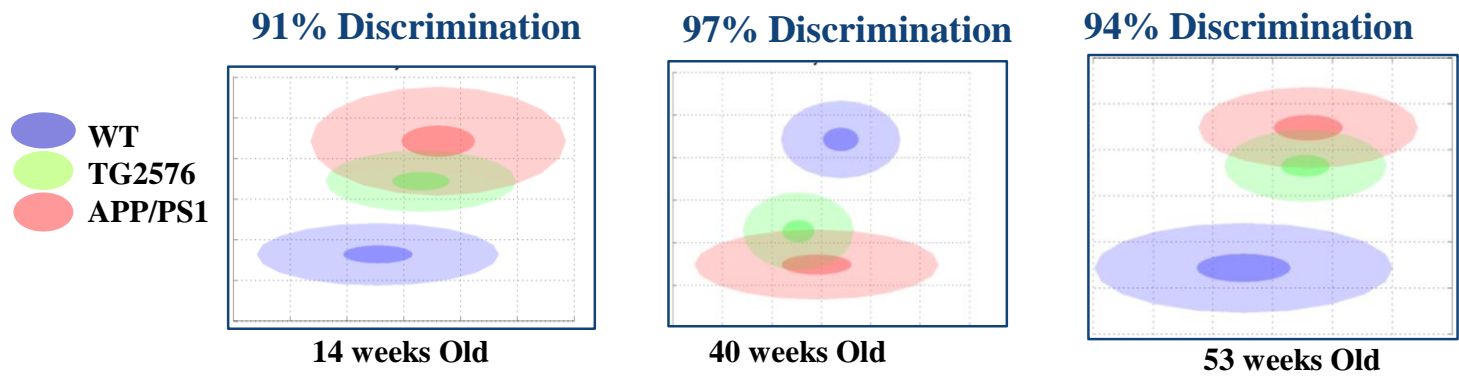 91% Discrimination
97% Discrimination
94% Discrimination
WT
TG2576
APP/PS1
14 weeks Old
40 weeks Old
53 weeks Old